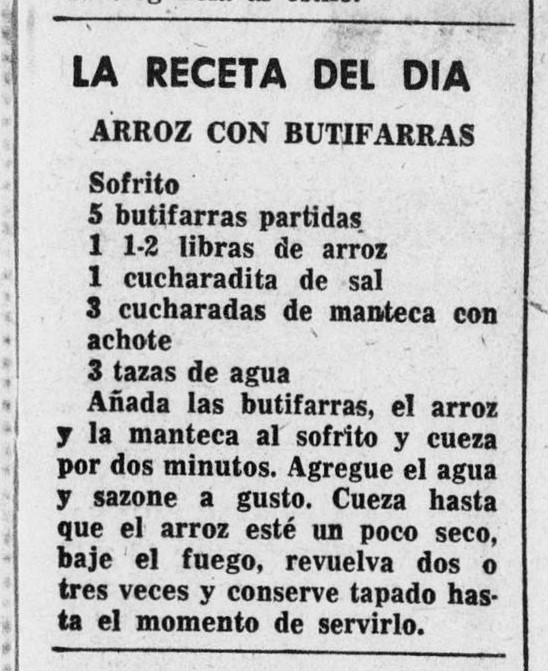 LA RECETA DEL DIA
ARROZ CON BUTIFARRAS
Sofrito
5 butifarras partidas
1 1-2 libras de arroz
1 cucharadita de sal
3 cucharadas de manteca con
achote
3 tazas de agua
Añada las butifarras, el arroz
y la manteca al sofrito y cueza
por dos minutos. Agregue el agua
y sazone a gusto. Cueza hasta
que el arroz esté un poco seco,
baje el fuego, revuelva dos o
tres veces y conserve tapado has-
ta el momento de servirlo.